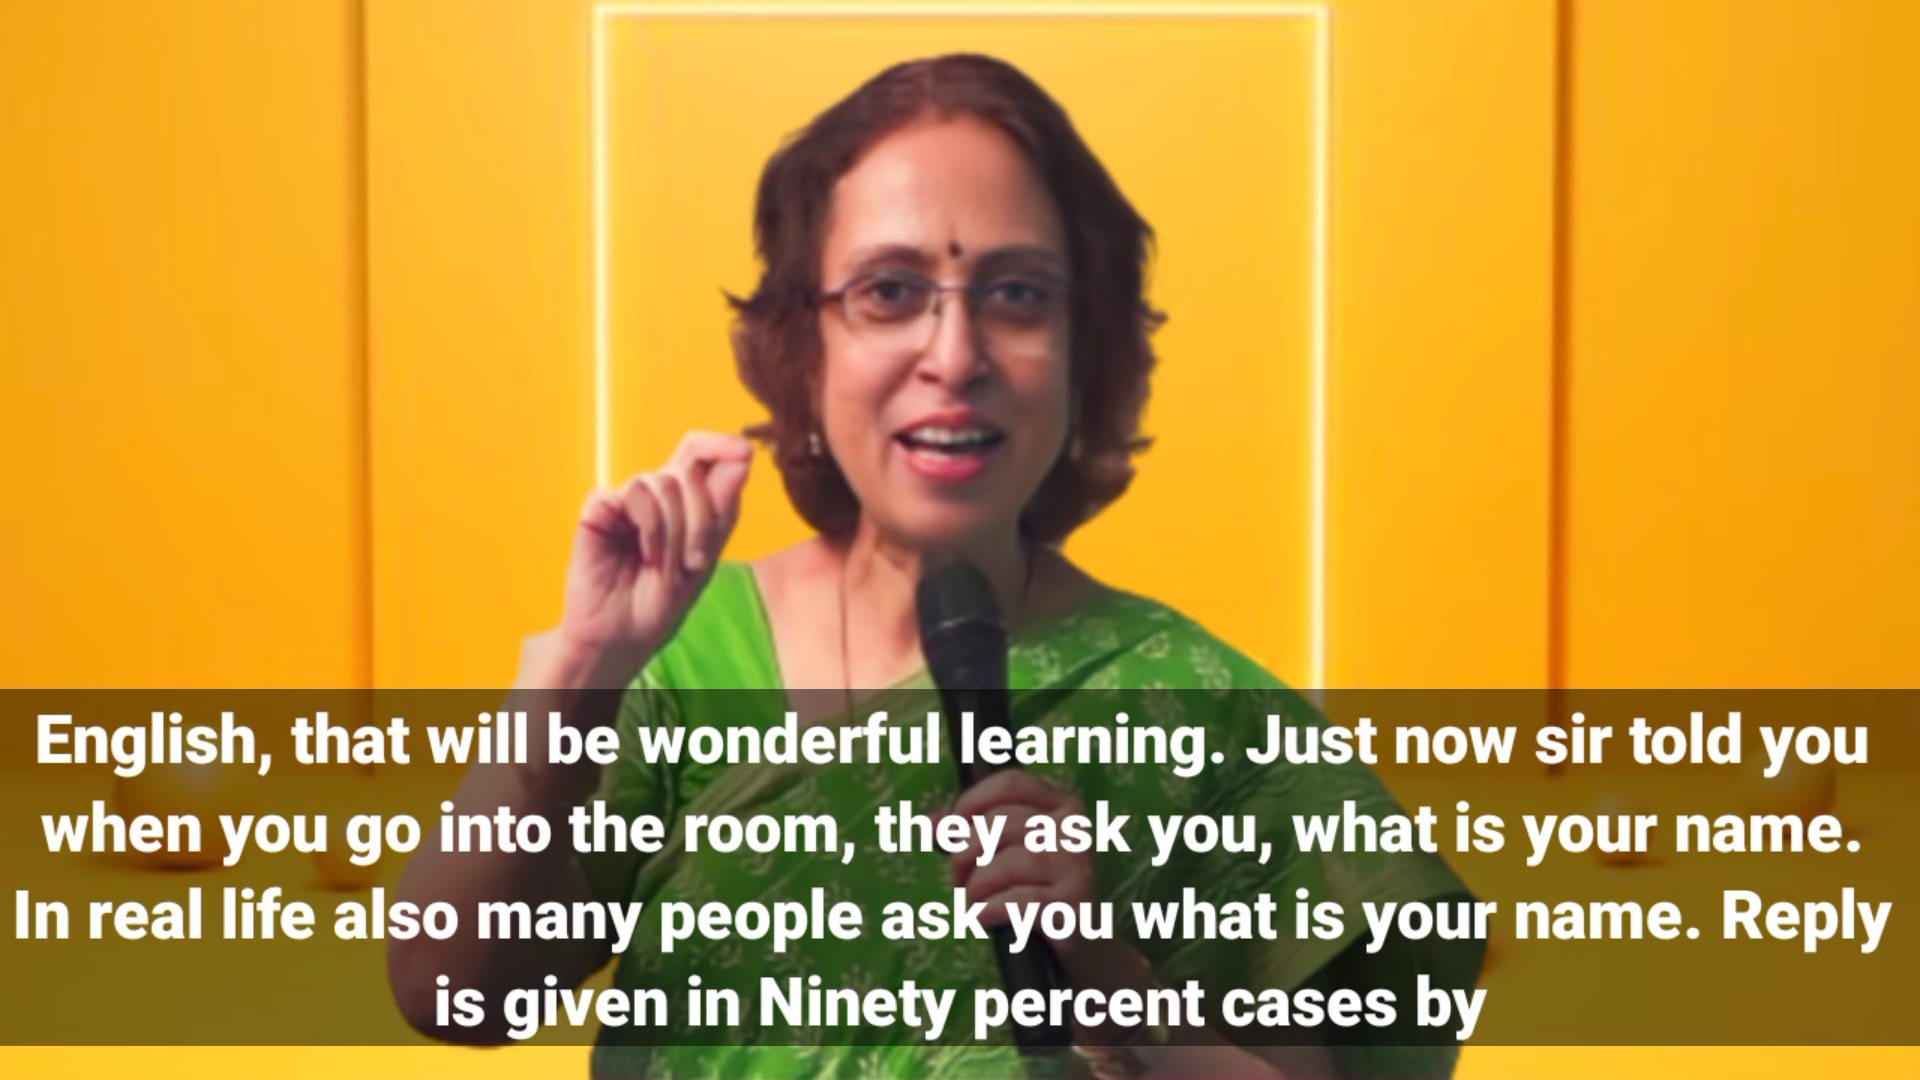 English, that will be wonderful learning. Just now sir told you
when you go into the room, they ask you, what is your name.
In real life also many people ask you what is your name. Reply
is given in Ninety percent cases by